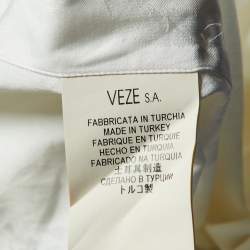 VEZE S.A.
FABBRICATA IN TURCHIA
MADE IN TURKEY
FABRIQUE EN TURQUIE
HECHO EN TURQUIA
FABRICADO NA TURQUIA
土耳其制造
СДЕЛАНО В ТУРЦИИ
トルコ製